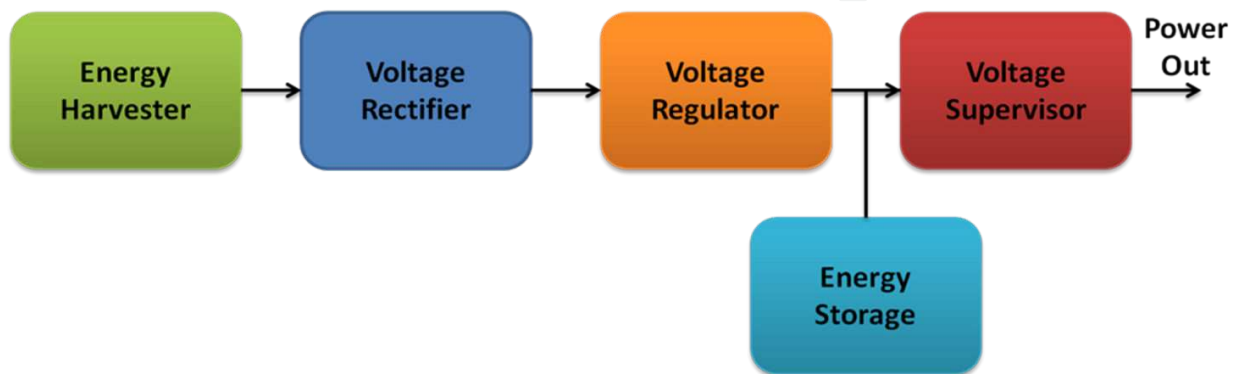 Energy
Harvester
Voltage
Rectifier
Voltage
Regulator
Voltage
Supervisor
Power
Out
Energy
Storage